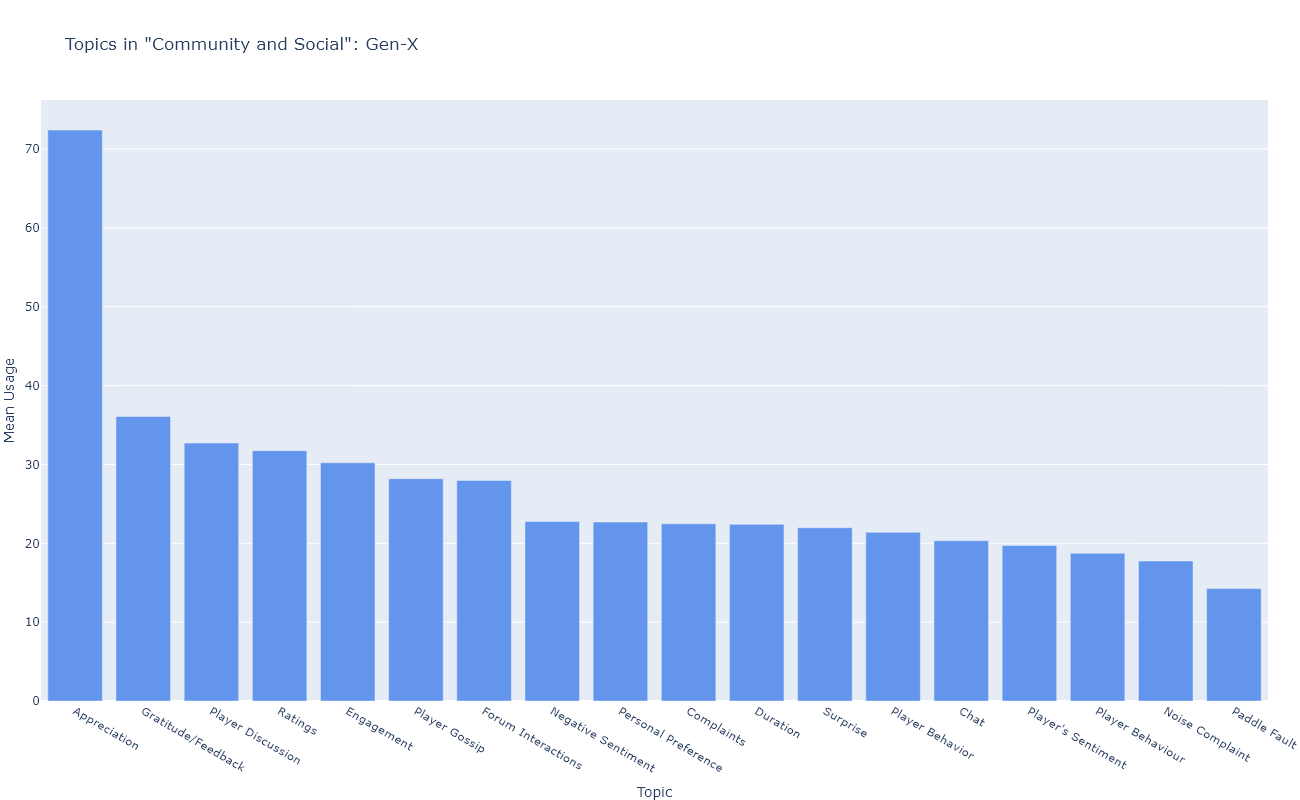 Topics in "Community and Social": Gen-X
Mean Usage
70
60
50
40
30
20
10
0
Appreciation
Gratitude/Feedback
Player Discussion
Ratings
Engagement
Player Gossip
Forum Interactions
Negative Sentiment
Personal Preference
Complaints
Duration
Surprise
Player Behavior
Chat
Player's Sentiment
Player Behaviour
Noise Complaint
Paddle Fault
Topic